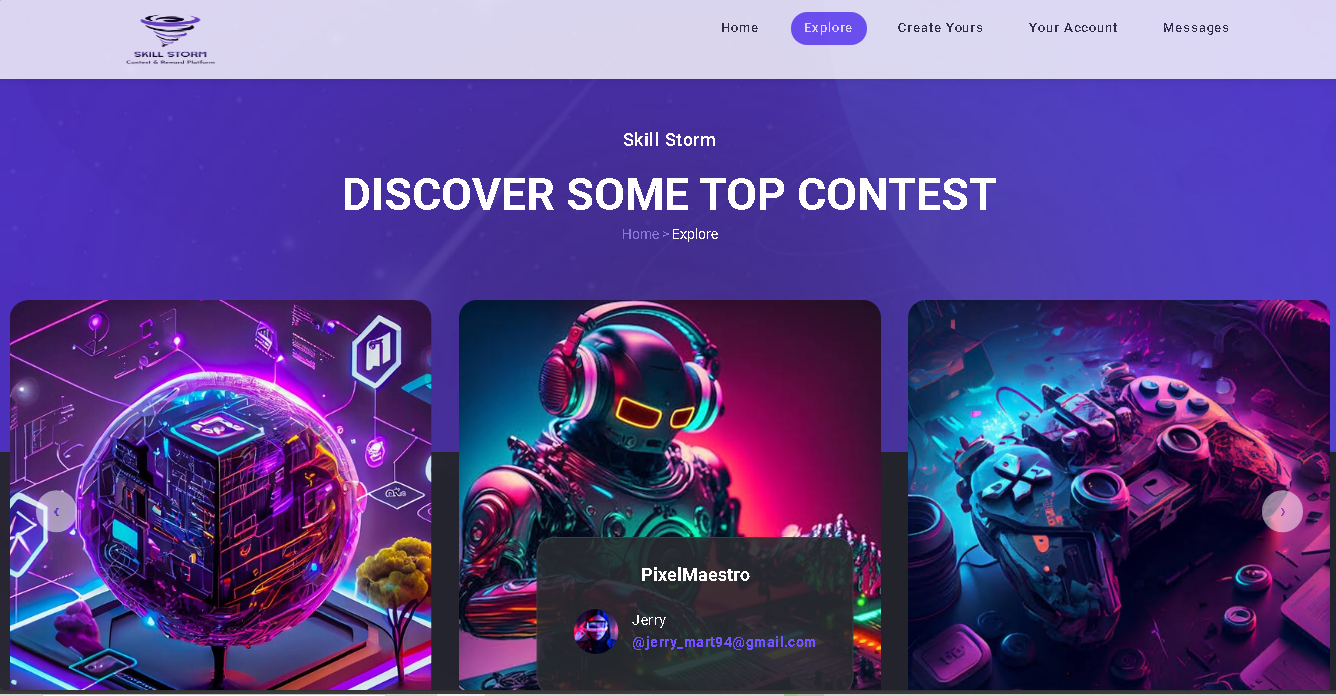 SKILL STORM
Contest & Reward Platform
Home
Explore
Create Yours
Your Account
Messages
Skill Storm
DISCOVER SOME TOP CONTEST
Home > Explore
‹
›
PixelMaestro
Jerry
@jerry_mart94@gmail.com